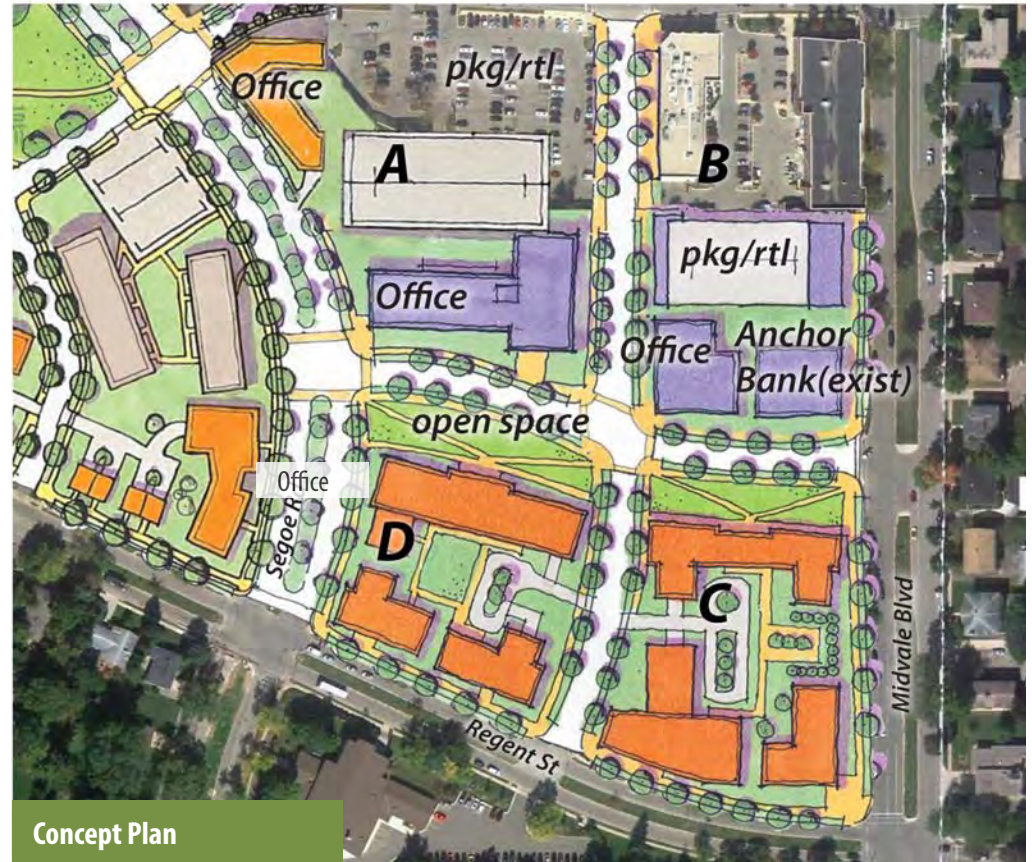 Office
pkg/rtl
A
B
pkg/rtl
Office
Office
Anchor
Bank(exist)
open space
Office
Segoe R
D
C
Midvale Blvd
Regent St
Concept Plan